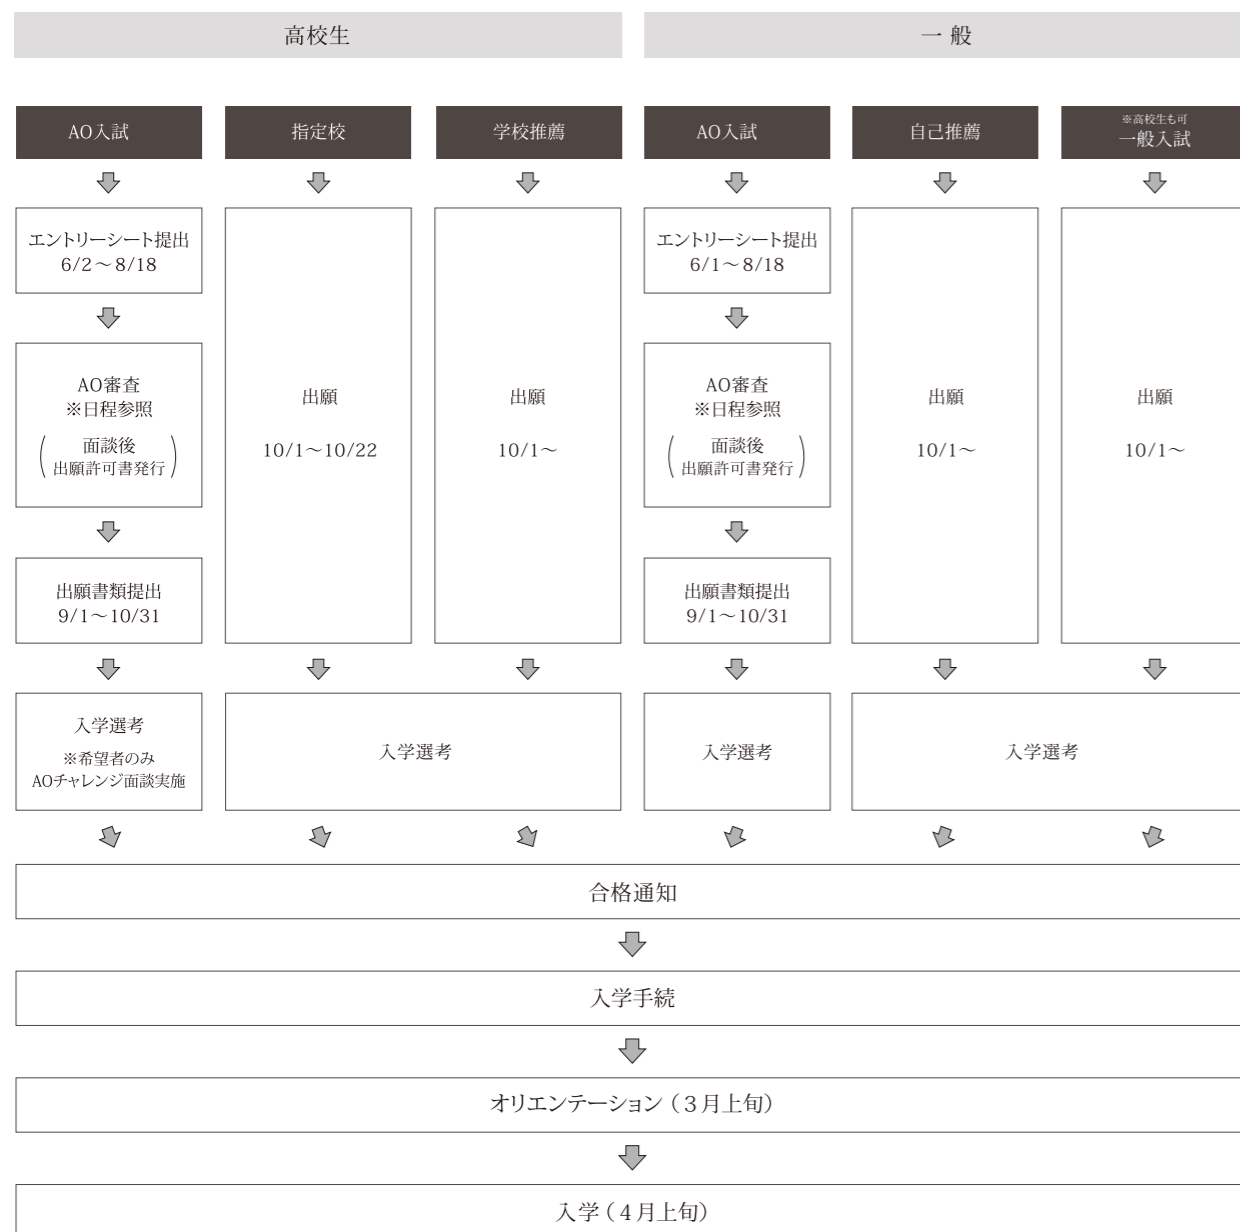 高校生
一 般
AO入試
指定校
学校推薦
AO入試
自己推薦
※高校生も可
一般入試
エントリーシート提出
6/2～8/18
エントリーシート提出
6/1～8/18
AO審査
※日程参照
(面談後
出願許可書発行)
出願
10/1～10/22
出願
10/1～
AO審査
※日程参照
(面談後
出願許可書発行)
出願
10/1～
出願
10/1～
出願書類提出
9/1～10/31
出願書類提出
9/1～10/31
入学選考
※希望者のみ
AOチャレンジ面談実施
入学選考
入学選考
入学選考
合格通知
入学手続
オリエンテーション（３月上旬）
入学（４月上旬）